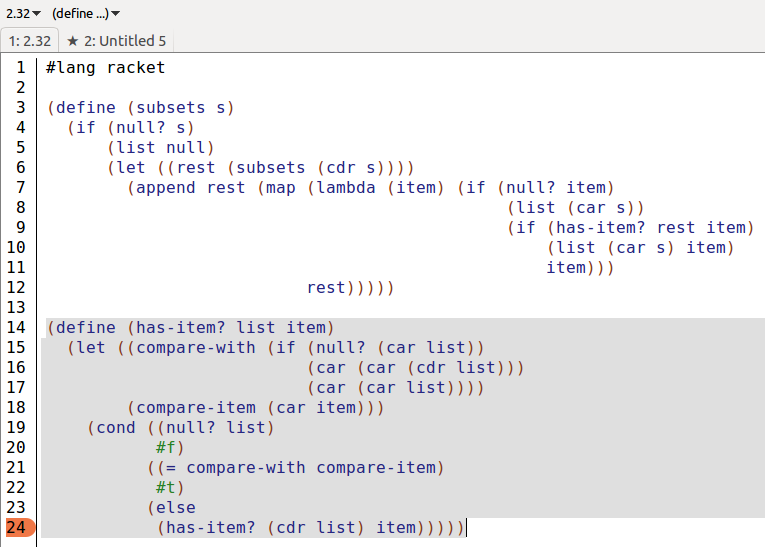 2.32▾ (define ...)▾
1: 2.32 ★ 2: Untitled 5
1 #lang racket
2
3 (define (subsets s)
4   (if (null? s)
5       (list null)
6       (let ((rest (subsets (cdr s))))
7         (append rest (map (lambda (item) (if (null? item)
8                                               (list (car s))
9                                               (if (has-item? rest item)
10                                                  (list (car s) item)
11                                                  item)))
12                           rest)))))
13
14 (define (has-item? list item)
15   (let ((compare-with (if (null? (car list))
16                           (car (car (cdr list)))
17                           (car (car list))))
18         (compare-item (car item)))
19     (cond ((null? list)
20            #f)
21           ((= compare-with compare-item)
22            #t)
23           (else
24            (has-item? (cdr list) item)))))